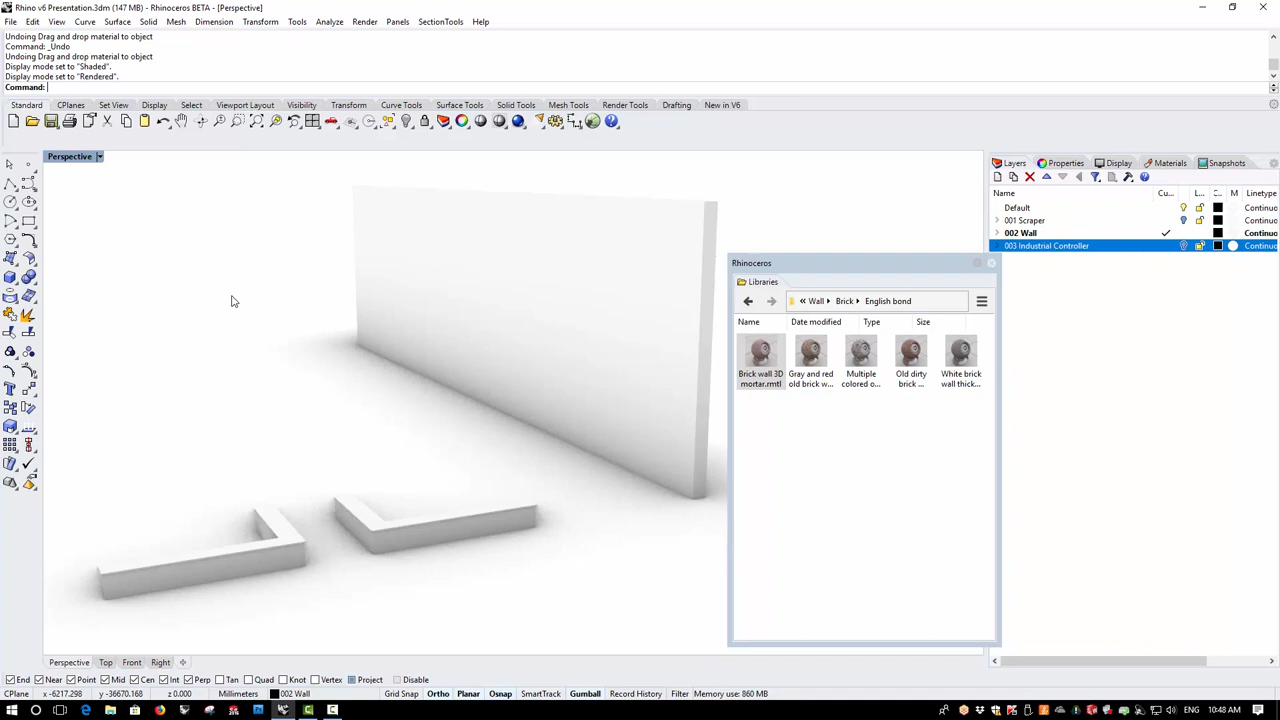 Rhino v6 Presentation.3dm (147 MB) - Rhinoceros BETA - [Perspective]
File Edit View Curve Surface Solid Mesh Dimension Transform Tools Analyze Render Panels SectionTools Help
Undoing Drag and drop material to object
Command: _Undo
Undoing Drag and drop material to object
Display mode set to "Shaded".
Display mode set to "Rendered".
Command:
Standard CPlanes Set View Display Select Viewport Layout Visibility Transform Curve Tools Surface Tools Solid Tools Mesh Tools Render Tools Drafting New in V6
Perspective
Layers Properties Display Materials Snapshots
Name Cu... L... C... M Linetype
Default Continuo
001 Scraper Continuo
002 Wall Continuo
003 Industrial Controller Continuo
Rhinoceros
Libraries
« Wall Brick English bond
Name Date modified Type Size
Brick wall 3D mortar.rmtl
Gray and red old brick w...
Multiple colored o...
Old dirty brick ...
White brick wall thick...
Perspective Top Front Right
End Near Point Mid Cen Int Perp Tan Quad Knot Vertex Project Disable
CPlane x -6217.298 y -36670.168 z 0.000 Millimeters 002 Wall Grid Snap Ortho Planar Osnap SmartTrack Gumball Record History Filter Memory use: 860 MB
ENG 10:48 AM